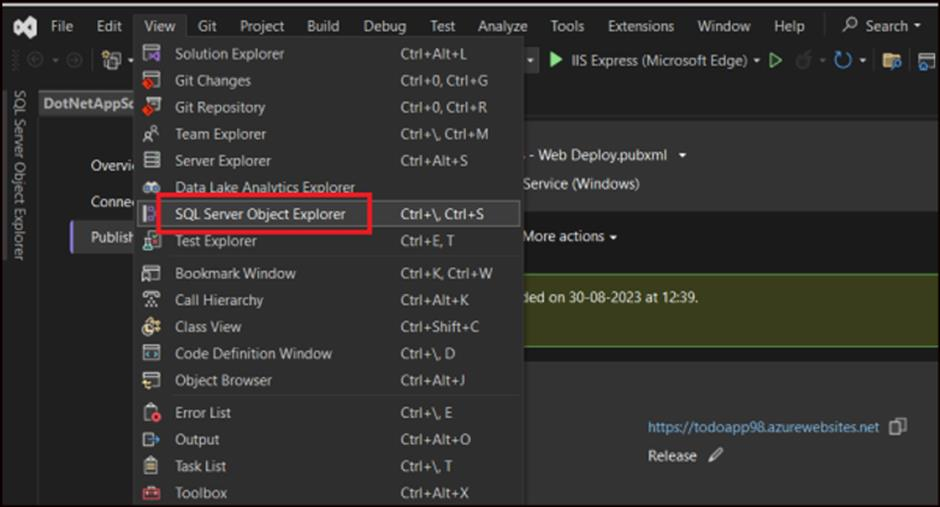 File Edit View Git Project Build Debug Test Analyze Tools Extensions Window Help Search
IIS Express (Microsoft Edge)
SQL Server Object Explorer
DotNetAppSc
Overvi
Connec
Publish
Solution Explorer Ctrl+Alt+L
Git Changes Ctrl+0, Ctrl+G
Git Repository Ctrl+0, Ctrl+R
Team Explorer Ctrl+\, Ctrl+M
Server Explorer Ctrl+Alt+S
Data Lake Analytics Explorer
SQL Server Object Explorer Ctrl+\, Ctrl+S
Test Explorer Ctrl+E, T
Bookmark Window Ctrl+K, Ctrl+W
Call Hierarchy Ctrl+Alt+K
Class View Ctrl+Shift+C
Code Definition Window Ctrl+\, D
Object Browser Ctrl+Alt+J
Error List Ctrl+\, E
Output Ctrl+Alt+O
Task List Ctrl+\, T
Toolbox Ctrl+Alt+X
- Web Deploy.pubxml
Service (Windows)
More actions
ded on 30-08-2023 at 12:39.
https://todoapp98.azurewebsites.net
Release